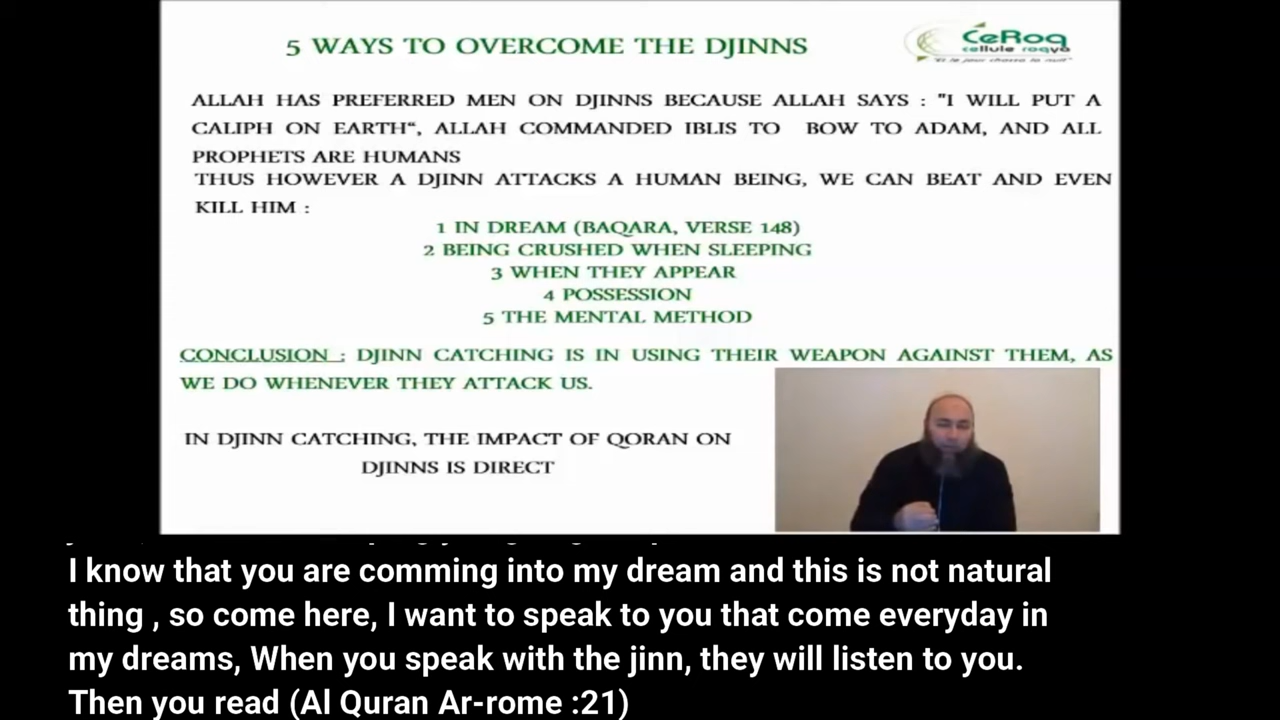 5 WAYS TO OVERCOME THE DJINNS
CeRoq
cellule roqya
"Et le jour chassa la nuit"
ALLAH HAS PREFERRED MEN ON DJINNS BECAUSE ALLAH SAYS : "I WILL PUT A
CALIPH ON EARTH“, ALLAH COMMANDED IBLIS TO BOW TO ADAM, AND ALL
PROPHETS ARE HUMANS
THUS HOWEVER A DJINN ATTACKS A HUMAN BEING, WE CAN BEAT AND EVEN
KILL HIM :
1 IN DREAM (BAQARA, VERSE 148)
2 BEING CRUSHED WHEN SLEEPING
3 WHEN THEY APPEAR
4 POSSESSION
5 THE MENTAL METHOD
CONCLUSION : DJINN CATCHING IS IN USING THEIR WEAPON AGAINST THEM, AS
WE DO WHENEVER THEY ATTACK US.
IN DJINN CATCHING, THE IMPACT OF QORAN ON
DJINNS IS DIRECT
I know that you are comming into my dream and this is not natural
thing , so come here, I want to speak to you that come everyday in
my dreams, When you speak with the jinn, they will listen to you.
Then you read (Al Quran Ar-rome :21)